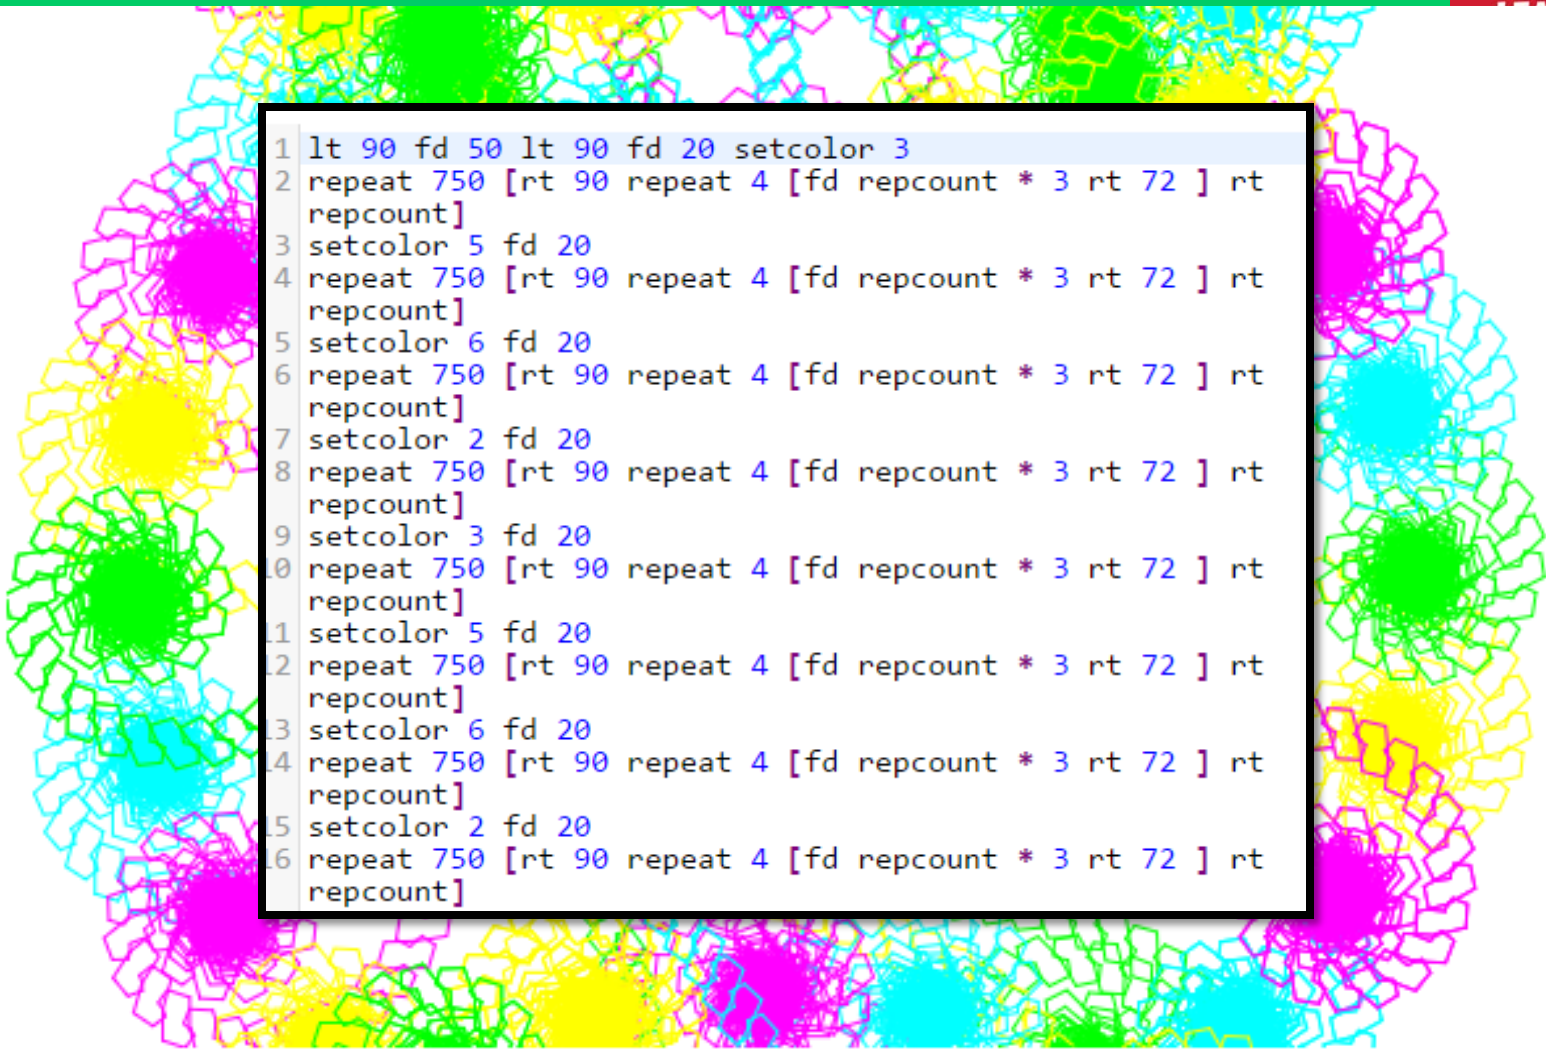 1 lt 90 fd 50 lt 90 fd 20 setcolor 3
2 repeat 750 [rt 90 repeat 4 [fd repcount * 3 rt 72 ] rt
repcount]
3 setcolor 5 fd 20
4 repeat 750 [rt 90 repeat 4 [fd repcount * 3 rt 72 ] rt
repcount]
5 setcolor 6 fd 20
6 repeat 750 [rt 90 repeat 4 [fd repcount * 3 rt 72 ] rt
repcount]
7 setcolor 2 fd 20
8 repeat 750 [rt 90 repeat 4 [fd repcount * 3 rt 72 ] rt
repcount]
9 setcolor 3 fd 20
10 repeat 750 [rt 90 repeat 4 [fd repcount * 3 rt 72 ] rt
repcount]
11 setcolor 5 fd 20
12 repeat 750 [rt 90 repeat 4 [fd repcount * 3 rt 72 ] rt
repcount]
13 setcolor 6 fd 20
14 repeat 750 [rt 90 repeat 4 [fd repcount * 3 rt 72 ] rt
repcount]
15 setcolor 2 fd 20
16 repeat 750 [rt 90 repeat 4 [fd repcount * 3 rt 72 ] rt
repcount]